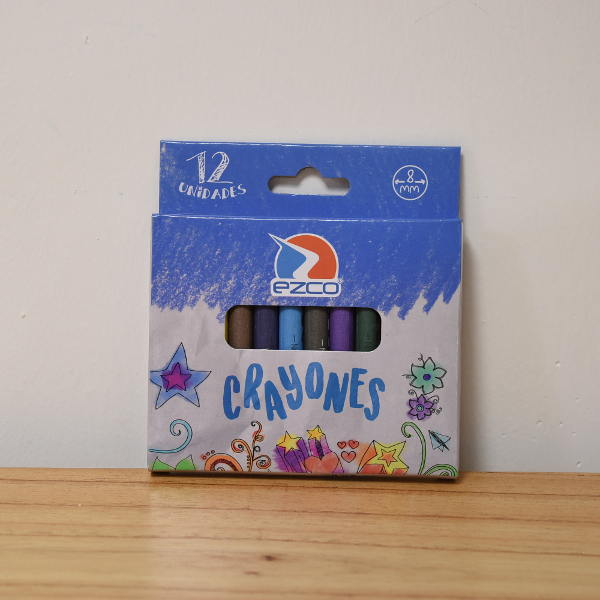 12
UNiDADES
8
MM
ezco
CRAYONES